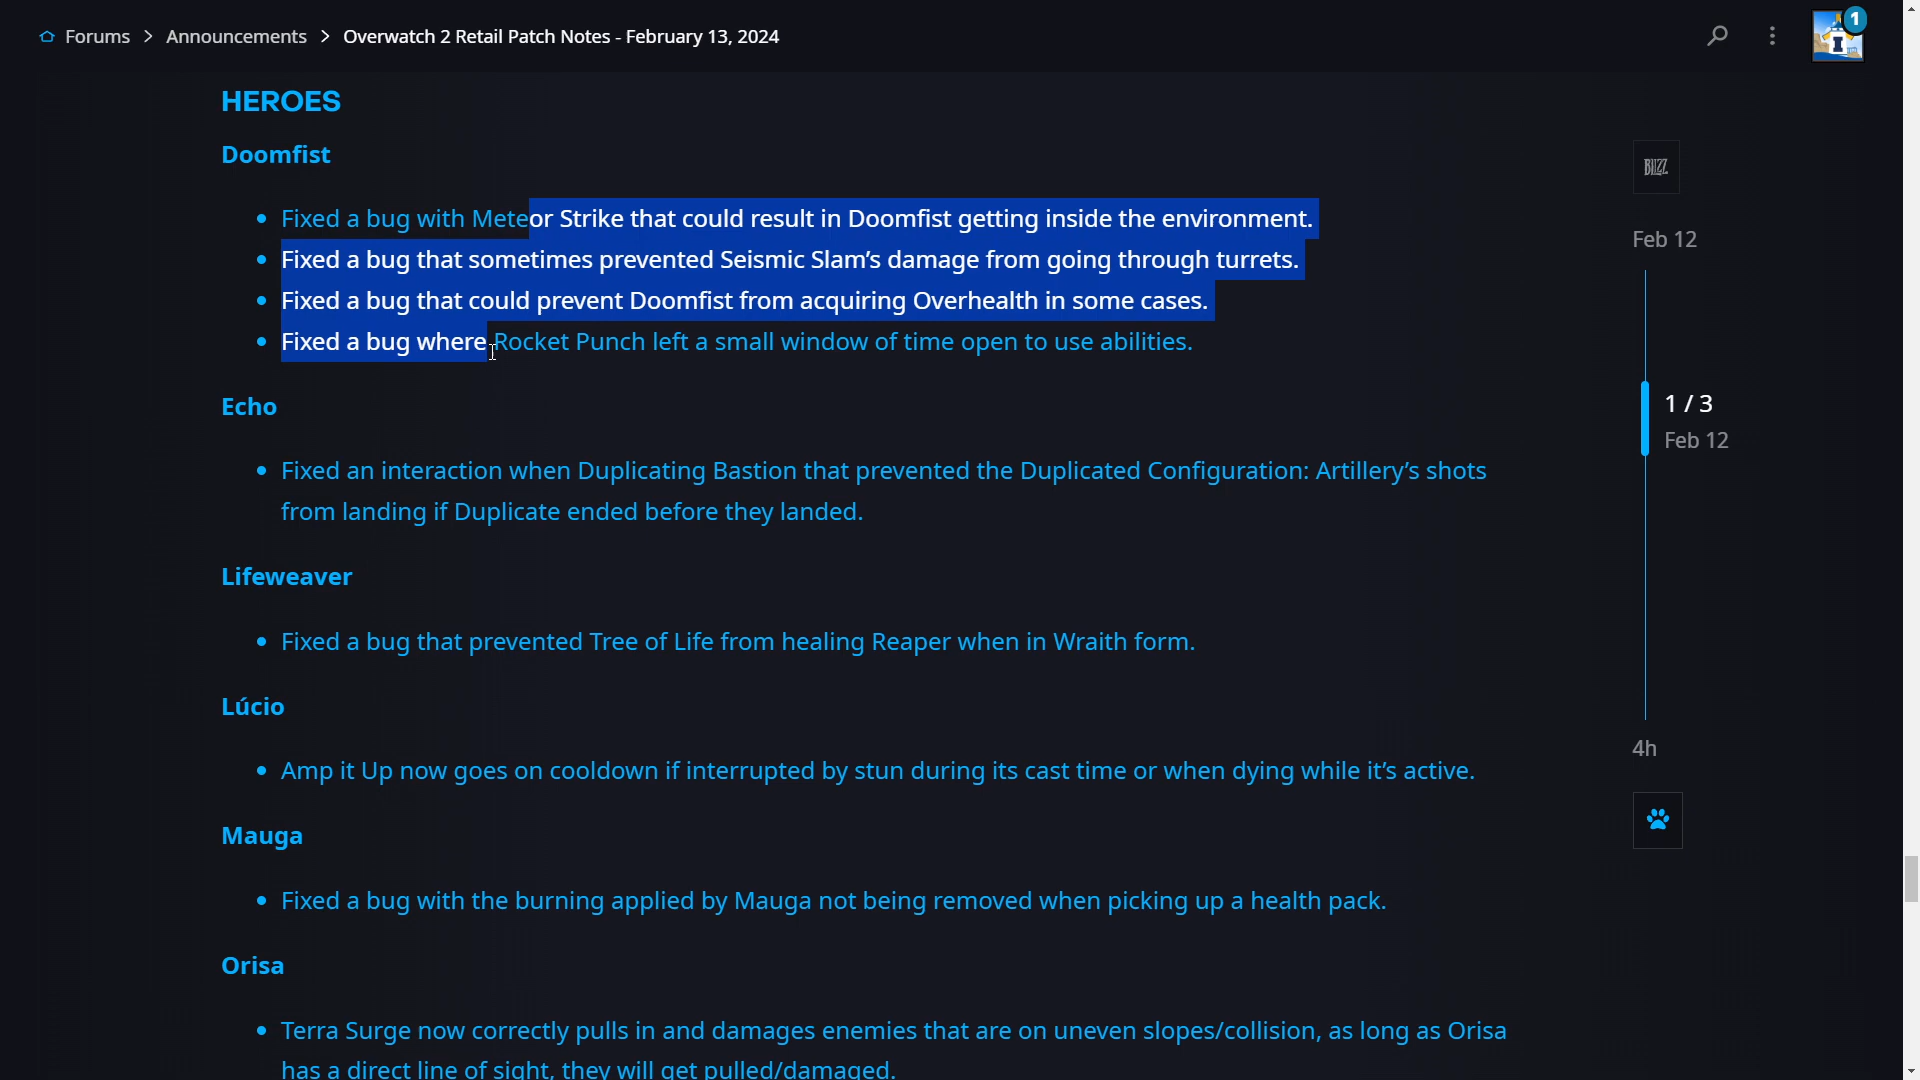 Forums > Announcements > Overwatch 2 Retail Patch Notes - February 13, 2024
1
HEROES
Doomfist
• Fixed a bug with Meteor Strike that could result in Doomfist getting inside the environment.
• Fixed a bug that sometimes prevented Seismic Slam’s damage from going through turrets.
• Fixed a bug that could prevent Doomfist from acquiring Overhealth in some cases.
• Fixed a bug where Rocket Punch left a small window of time open to use abilities.
Echo
• Fixed an interaction when Duplicating Bastion that prevented the Duplicated Configuration: Artillery’s shots
from landing if Duplicate ended before they landed.
Lifeweaver
• Fixed a bug that prevented Tree of Life from healing Reaper when in Wraith form.
Lúcio
• Amp it Up now goes on cooldown if interrupted by stun during its cast time or when dying while it’s active.
Mauga
• Fixed a bug with the burning applied by Mauga not being removed when picking up a health pack.
Orisa
• Terra Surge now correctly pulls in and damages enemies that are on uneven slopes/collision, as long as Orisa
has a direct line of sight, they will get pulled/damaged.
BLIZZ
Feb 12
1 / 3
Feb 12
4h